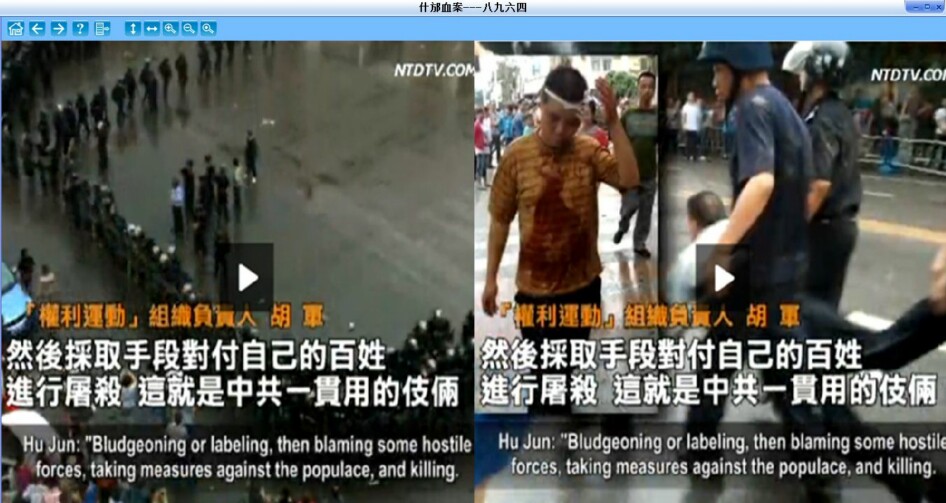 什邡血案---八九六四
NTDTV.COM
「權利運動」組織負責人 胡 軍
然後採取手段對付自己的百姓
進行屠殺 這就是中共一貫用的伎倆
Hu Jun: "Bludgeoning or labeling, then blaming some hostile
forces, taking measures against the populace, and killing.
NTDTV.COM
「權利運動」組織負責人 胡 軍
然後採取手段對付自己的百姓
進行屠殺 這就是中共一貫用的伎倆
Hu Jun: "Bludgeoning or labeling, then blaming some hostile
forces, taking measures against the populace, and killing.